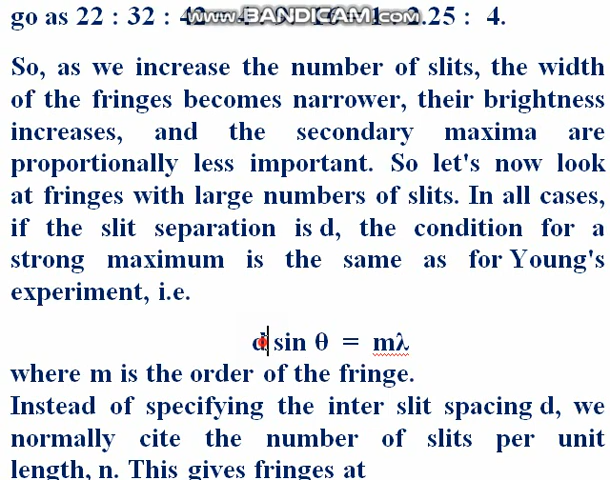 go as 22 : 32 : 42 2.25 : 4.
www.BANDICAM.com
So, as we increase the number of slits, the width
of the fringes becomes narrower, their brightness
increases, and the secondary maxima are
proportionally less important. So let's now look
at fringes with large numbers of slits. In all cases,
if the slit separation is d, the condition for a
strong maximum is the same as for Young's
experiment, i.e.
d sin θ = mλ
where m is the order of the fringe.
Instead of specifying the inter slit spacing d, we
normally cite the number of slits per unit
length, n. This gives fringes at